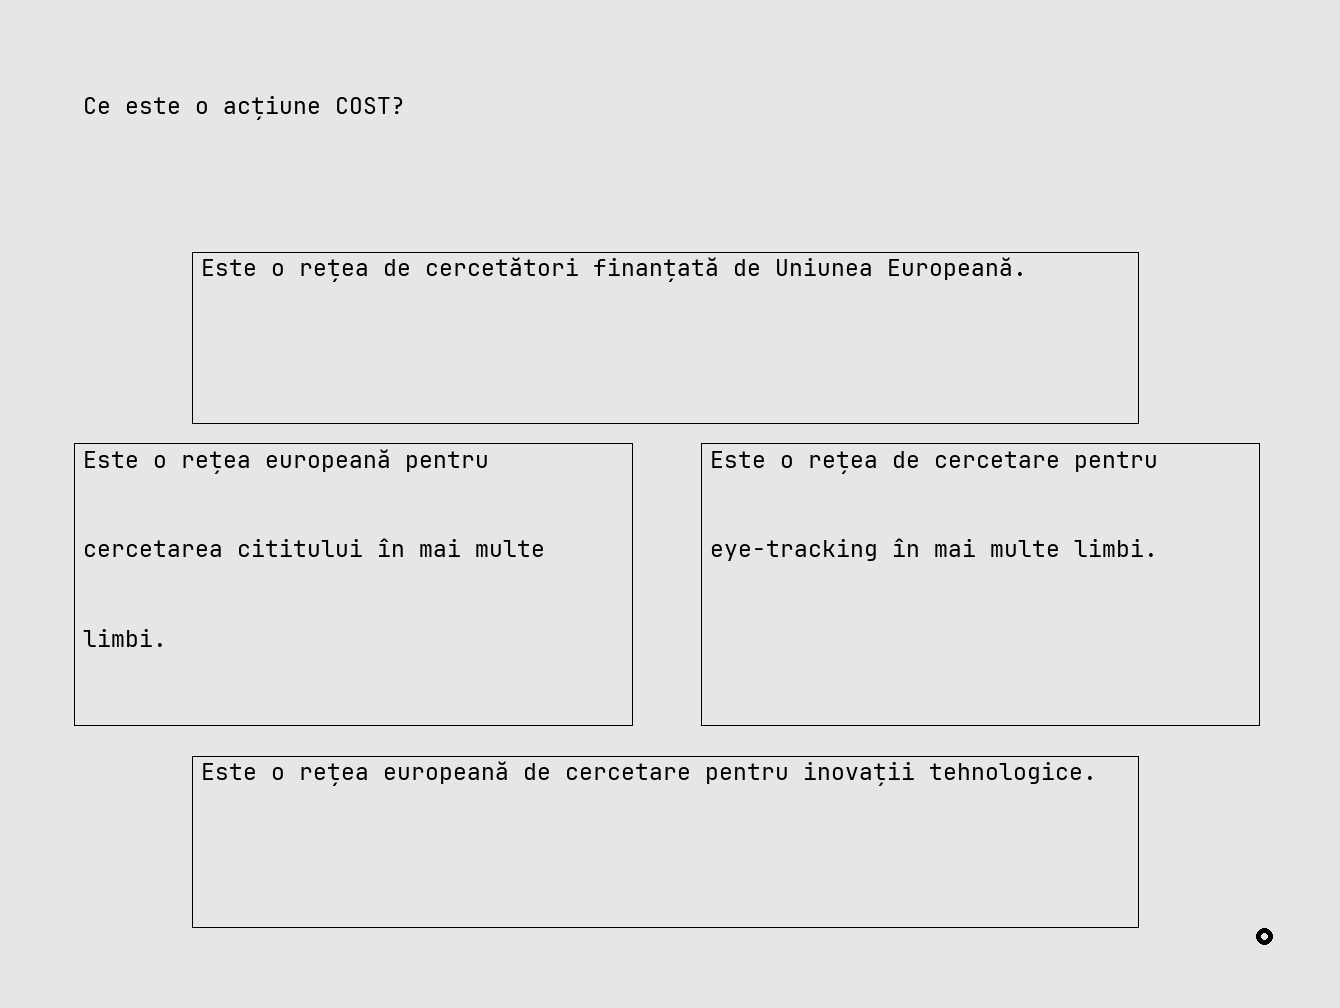 Ce este o acțiune COST?
Este o rețea de cercetători finanțată de Uniunea Europeană.
Este o rețea europeană pentru
cercetarea cititului în mai multe
limbi.
Este o rețea de cercetare pentru
eye-tracking în mai multe limbi.
Este o rețea europeană de cercetare pentru inovații tehnologice.